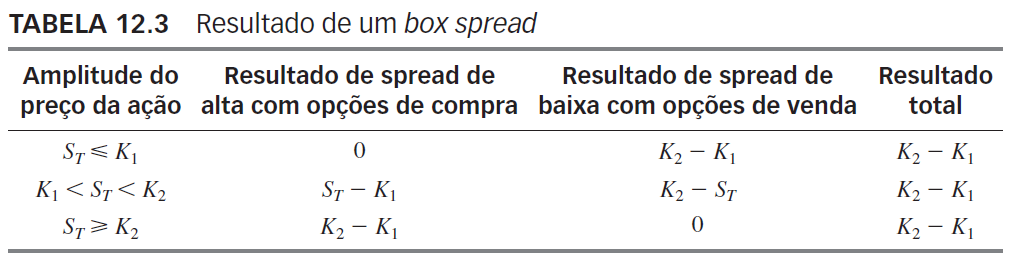 TABELA 12.3 Resultado de um box spread
Amplitude do preço da ação Resultado de spread de alta com opções de compra Resultado de spread de baixa com opções de venda Resultado total
S_T ≤ K_1 0 K_2 − K_1 K_2 − K_1
K_1 < S_T < K_2 S_T − K_1 K_2 − S_T K_2 − K_1
S_T ≥ K_2 K_2 − K_1 0 K_2 − K_1